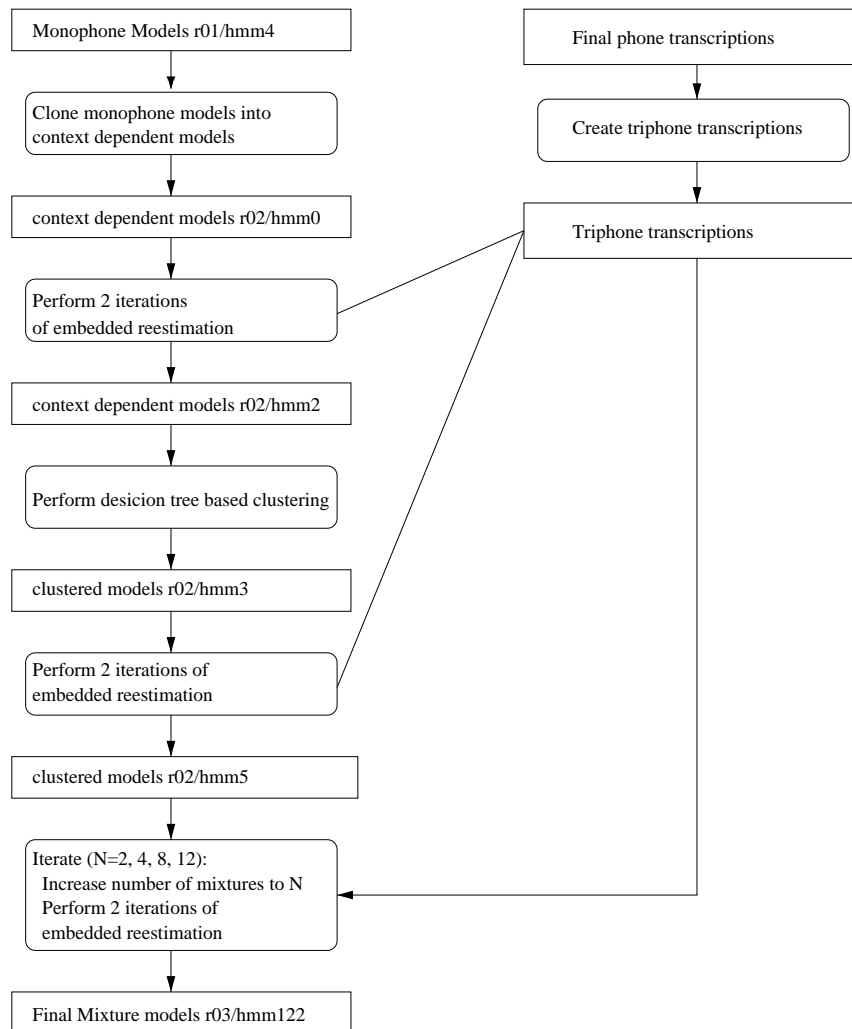 Monophone Models r01/hmm4
Clone monophone models into
context dependent models
context dependent models r02/hmm0
Perform 2 iterations
of embedded reestimation
context dependent models r02/hmm2
Perform desicion tree based clustering
clustered models r02/hmm3
Perform 2 iterations of
embedded reestimation
clustered models r02/hmm5
Iterate (N=2, 4, 8, 12):
Increase number of mixtures to N
Perform 2 iterations of
embedded reestimation
Final Mixture models r03/hmm122
Final phone transcriptions
Create triphone transcriptions
Triphone transcriptions